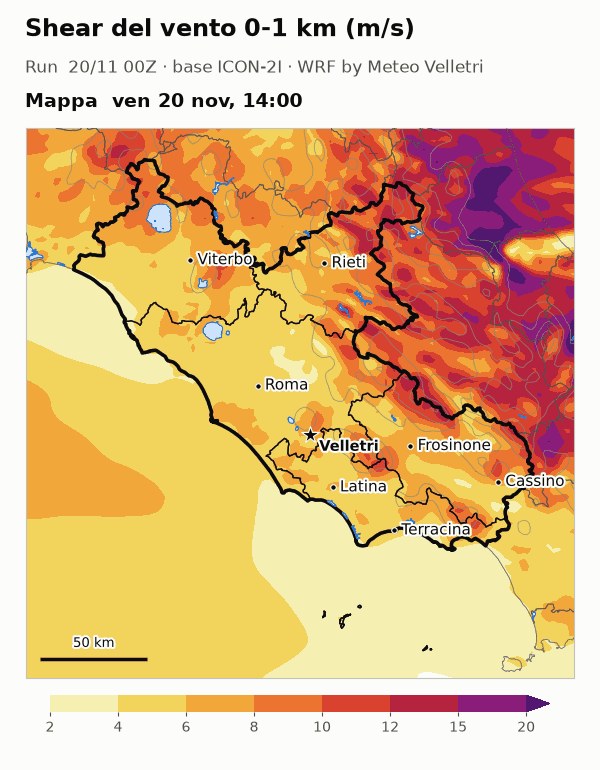 Shear del vento 0-1 km (m/s)
Run  20/11 00Z · base ICON-2I · WRF by Meteo Velletri
Mappa  ven 20 nov, 14:00
Viterbo
Rieti
Roma
Velletri
Frosinone
Cassino
Latina
Terracina
50 km
2 4 6 8 10 12 15 20